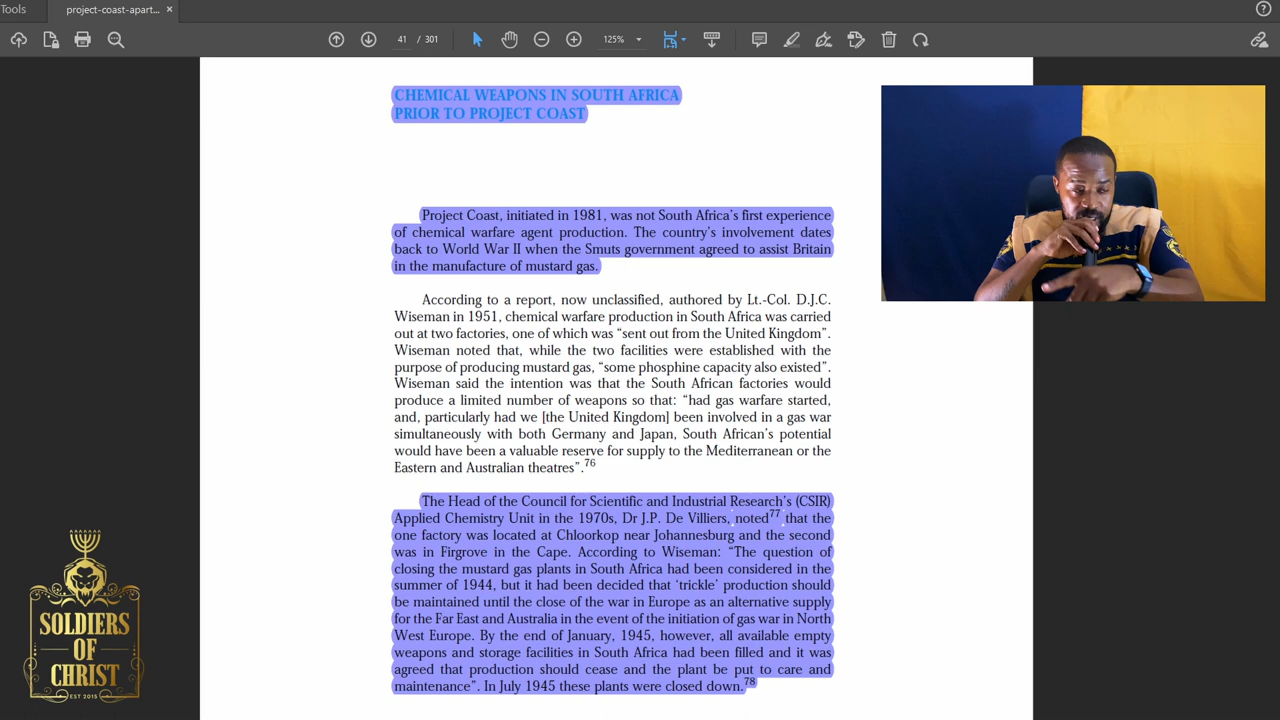 Tools
project-coast-apart...
41 / 301
125%
CHEMICAL WEAPONS IN SOUTH AFRICA
PRIOR TO PROJECT COAST
Project Coast, initiated in 1981, was not South Africa's first experience
of chemical warfare agent production. The country's involvement dates
back to World War II when the Smuts government agreed to assist Britain
in the manufacture of mustard gas.
According to a report, now unclassified, authored by Lt.-Col. D.J.C.
Wiseman in 1951, chemical warfare production in South Africa was carried
out at two factories, one of which was “sent out from the United Kingdom”.
Wiseman noted that, while the two facilities were established with the
purpose of producing mustard gas, “some phosphine capacity also existed”.
Wiseman said the intention was that the South African factories would
produce a limited number of weapons so that: “had gas warfare started,
and, particularly had we [the United Kingdom] been involved in a gas war
simultaneously with both Germany and Japan, South African's potential
would have been a valuable reserve for supply to the Mediterranean or the
Eastern and Australian theatres”.76
The Head of the Council for Scientific and Industrial Research's (CSIR)
Applied Chemistry Unit in the 1970s, Dr J.P. De Villiers, noted77 that the
one factory was located at Chloorkop near Johannesburg and the second
was in Firgrove in the Cape. According to Wiseman: “The question of
closing the mustard gas plants in South Africa had been considered in the
summer of 1944, but it had been decided that ‘trickle’ production should
be maintained until the close of the war in Europe as an alternative supply
for the Far East and Australia in the event of the initiation of gas war in North
West Europe. By the end of January, 1945, however, all available empty
weapons and storage facilities in South Africa had been filled and it was
agreed that production should cease and the plant be put to care and
maintenance”. In July 1945 these plants were closed down.78
SOLDIERS
OF
CHRIST
EST 2015